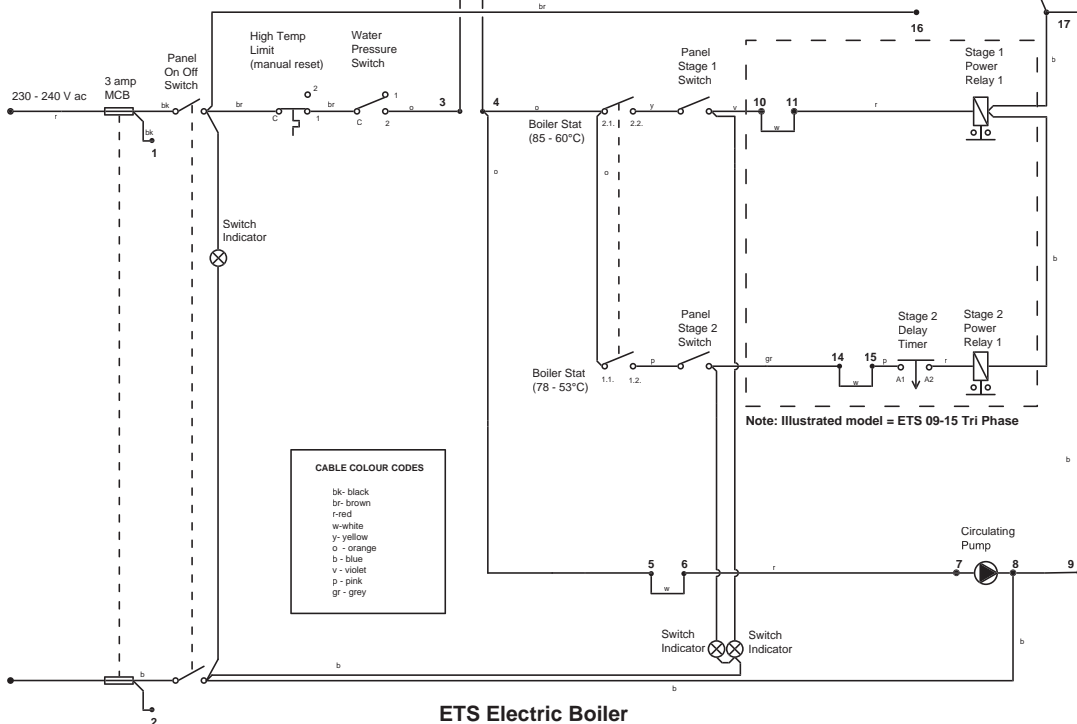 br
16
17
High Temp
Limit
(manual reset)
Water
Pressure
Switch
Panel
On Off
Switch
3 amp
MCB
230 - 240 V ac
r
bk
bk
1
br
C
2
1
br
C
1
2
o
3
4
o
Boiler Stat
(85 - 60°C)
2.1.
2.2.
y
Panel
Stage 1
Switch
v
10
11
w
r
Stage 1
Power
Relay 1
b
o
o
b
Switch
Indicator
Boiler Stat
(78 - 53°C)
1.1.
1.2.
p
Panel
Stage 2
Switch
gr
14
15
w
p
Stage 2
Delay
Timer
A1
A2
r
Stage 2
Power
Relay 1
Note: Illustrated model = ETS 09-15 Tri Phase
b
CABLE COLOUR CODES
bk- black
br- brown
r-red
w-white
y- yellow
o - orange
b - blue
v - violet
p - pink
gr - grey
5
6
w
r
Circulating
Pump
7
8
9
b
Switch
Indicator
Switch
Indicator
b
b
b
2
ETS Electric Boiler